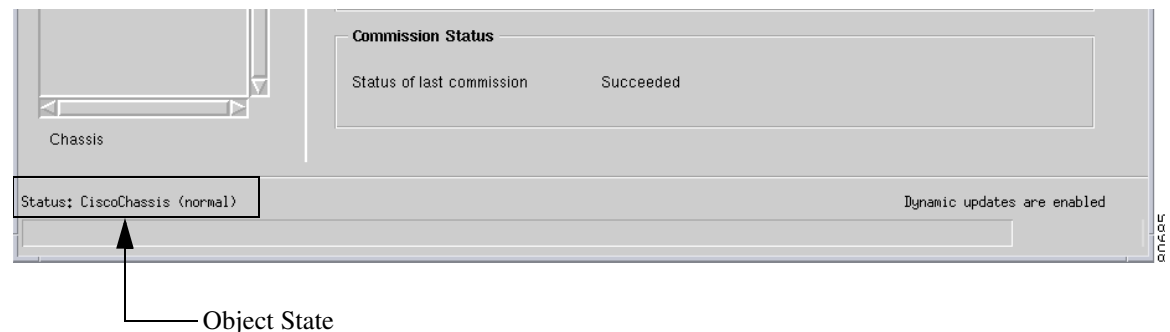 Commission Status
Status of last commission Succeeded
Chassis
Status: CiscoChassis (normal) Dynamic updates are enabled
80685
Object State